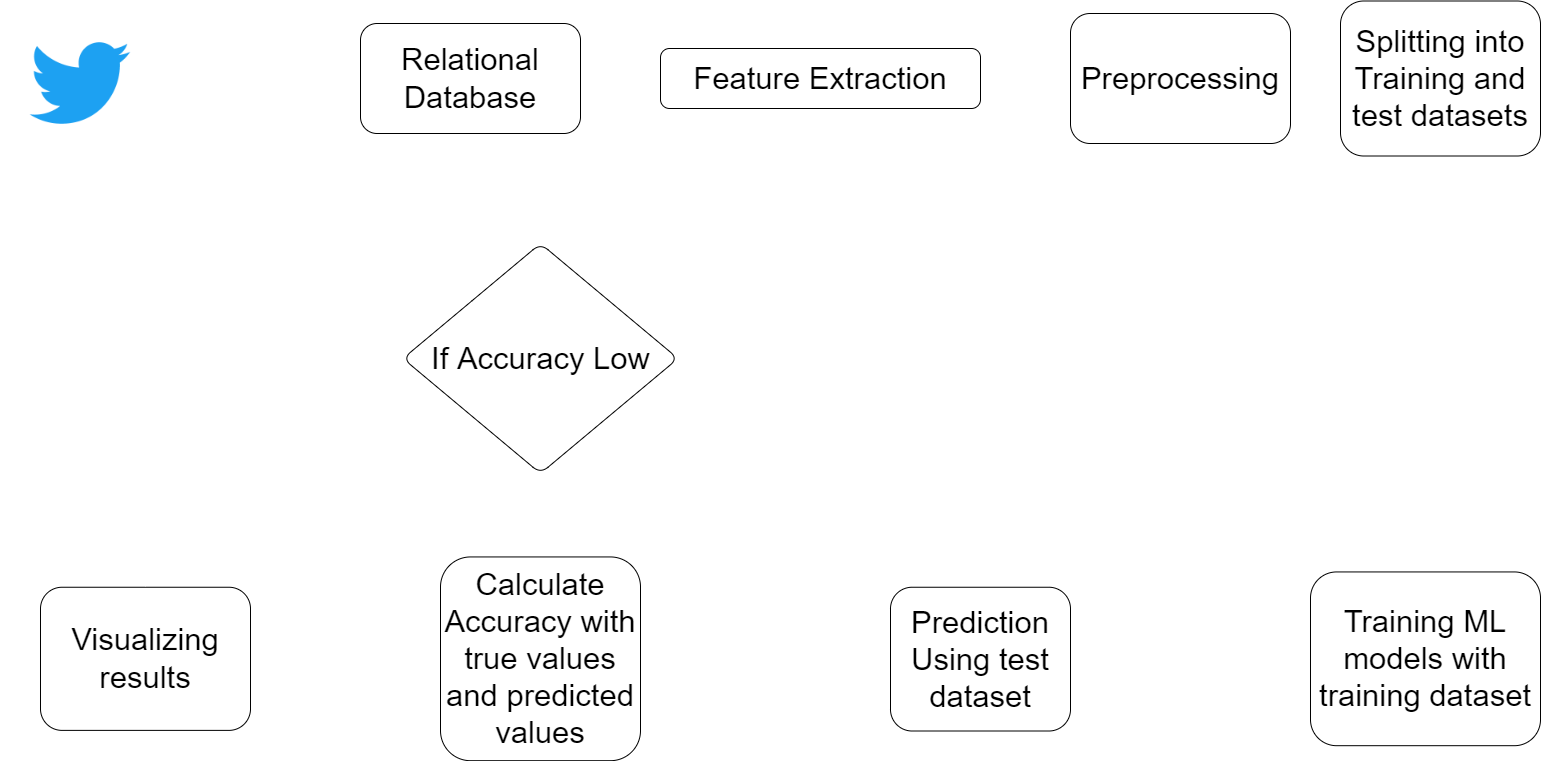 Relational
Database
Feature Extraction
Preprocessing
Splitting into
Training and
test datasets
If Accuracy Low
Visualizing
results
Calculate
Accuracy with
true values
and predicted
values
Prediction
Using test
dataset
Training ML
models with
training dataset